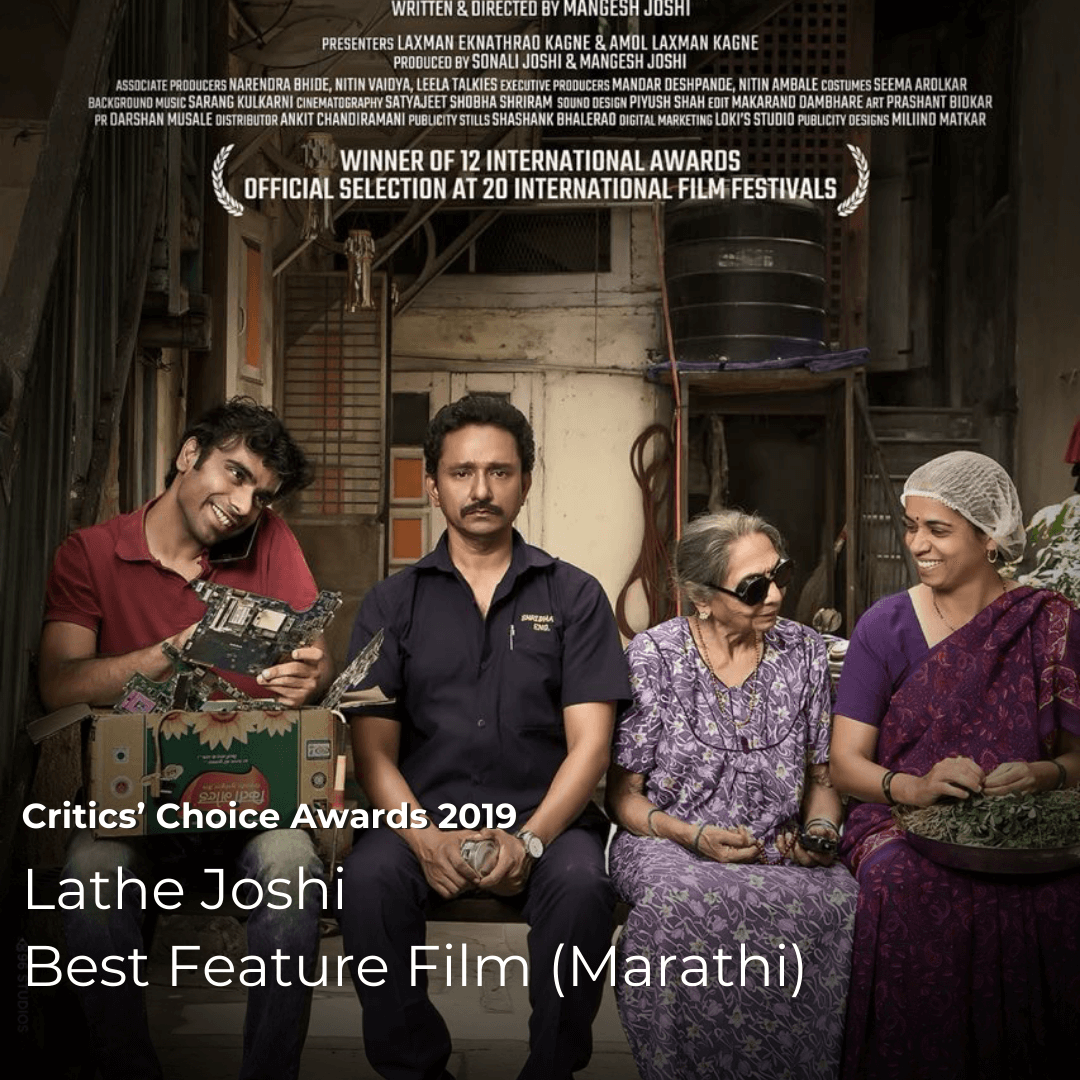 WRITTEN & DIRECTED BY MANGESH JOSHI
PRESENTERS LAXMAN EKNATHRAO KAGNE & AMOL LAXMAN KAGNE
PRODUCED BY SONALI JOSHI & MANGESH JOSHI
ASSOCIATE PRODUCERS NARENDRA BHIDE, NITIN VAIDYA, LEELA TALKIES EXECUTIVE PRODUCERS MANDAR DESHPANDE, NITIN AMBALE COSTUMES SEEMA AROLKAR
BACKGROUND MUSIC SARANG KULKARNI CINEMATOGRAPHY SATYAJEET SHOBHA SHRIRAM SOUND DESIGN PIYUSH SHAH EDIT MAKARAND DAMBHARE ART PRASHANT BIDKAR
PR DARSHAN MUSALE DISTRIBUTOR ANKIT CHANDIRAMANI PUBLICITY STILLS SHASHANK BHALERAO DIGITAL MARKETING LOKI'S STUDIO PUBLICITY DESIGNS MILIIND MATKAR
WINNER OF 12 INTERNATIONAL AWARDS
OFFICIAL SELECTION AT 20 INTERNATIONAL FILM FESTIVALS
SHRIDHA
ENG.
Critics' Choice Awards 2019
Lathe Joshi
Best Feature Film (Marathi)